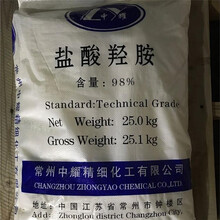 盐酸羟胺
含量：98%
Standard:Technical Grade
Net Weight: 25.0 kg
Gross Weight: 25.1 kg
常州中耀精细化工有限公司
CHANGZHOU ZHONGYAO CHEMICAL CO.,LTD.
地址：中国 江苏省 常州市 钟楼区
Add: Zhonglou district Changzhou City